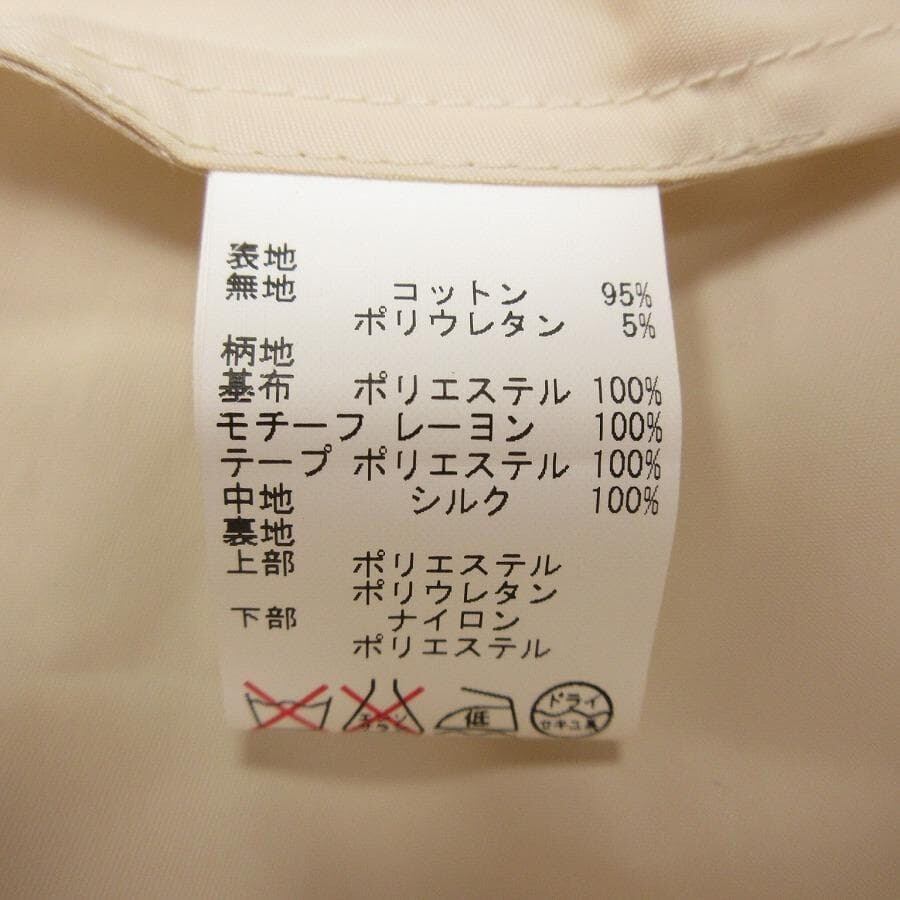 表地
無地 コットン 95%
ポリウレタン 5%
柄地
基布 ポリエステル 100%
モチーフ レーヨン 100%
テープ ポリエステル 100%
中地 シルク 100%
裏地
上部 ポリエステル
ポリウレタン
下部 ナイロン
ポリエステル
低
ドライ
セキユ系